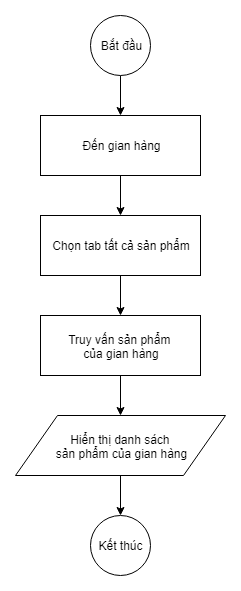 Bắt đầu
Đến gian hàng
Chọn tab tất cả sản phẩm
Truy vấn sản phẩm
của gian hàng
Hiển thị danh sách
sản phẩm của gian hàng
Kết thúc